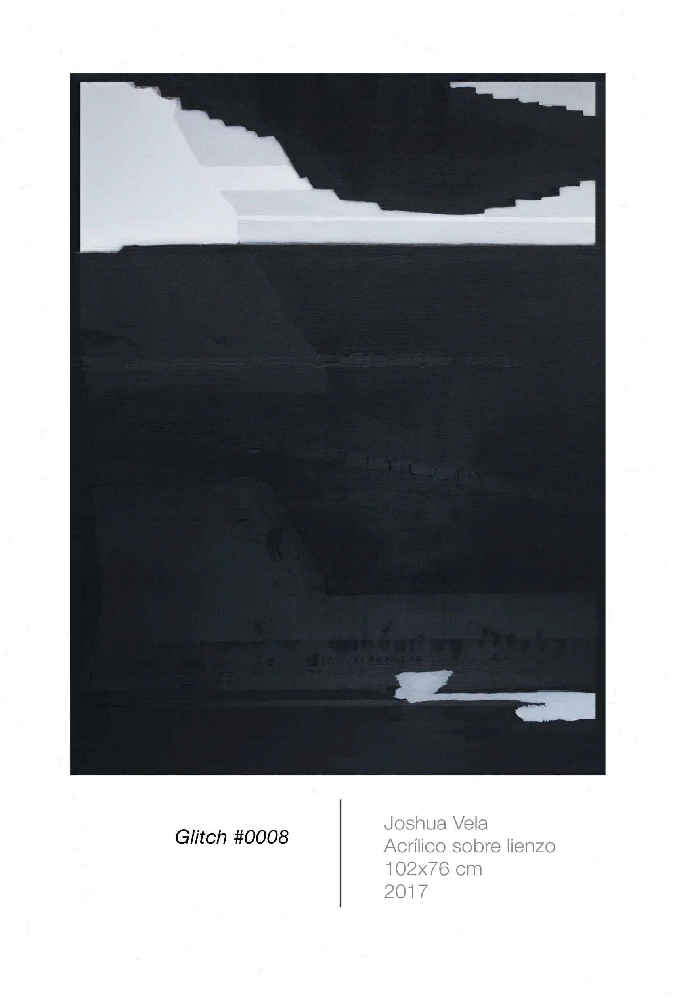 Glitch #0008
Joshua Vela
Acrílico sobre lienzo
102x76 cm
2017